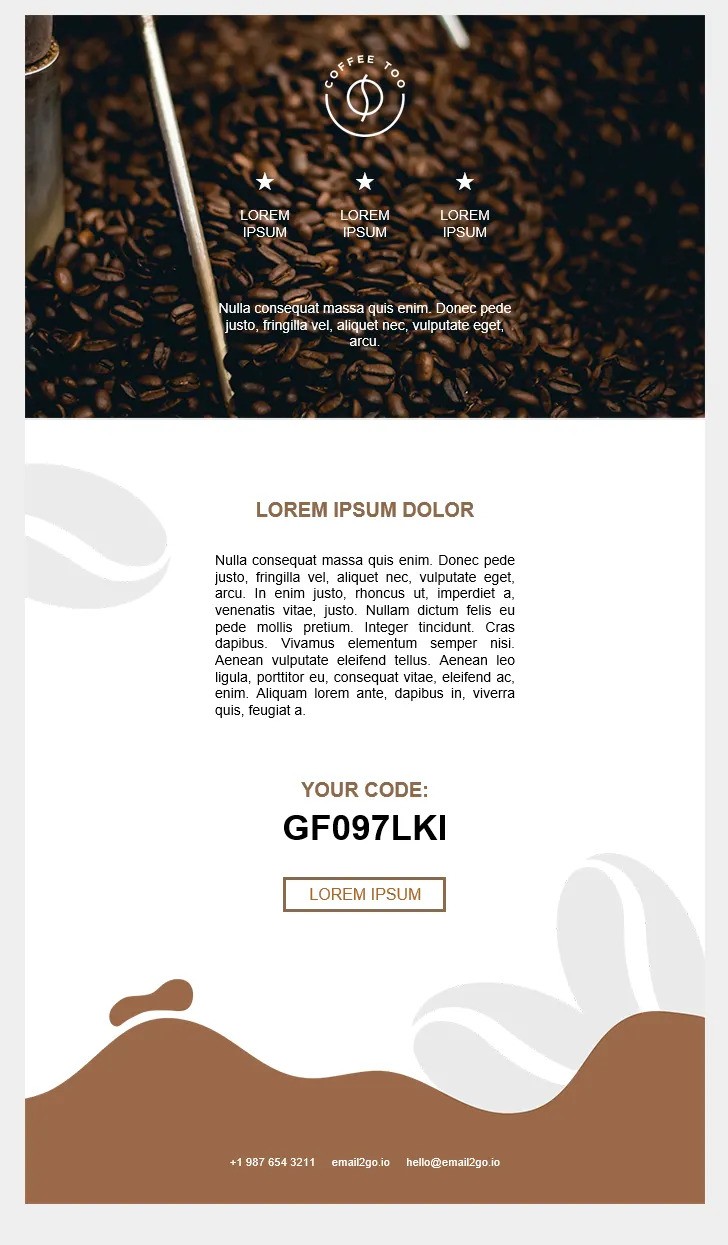 COFFEE TOO
LOREM IPSUM
LOREM IPSUM
LOREM IPSUM
Nulla consequat massa quis enim. Donec pede
justo, fringilla vel, aliquet nec, vulputate eget,
arcu.
LOREM IPSUM DOLOR
Nulla consequat massa quis enim. Donec pede
justo, fringilla vel, aliquet nec, vulputate eget,
arcu. In enim justo, rhoncus ut, imperdiet a,
venenatis vitae, justo. Nullam dictum felis eu
pede mollis pretium. Integer tincidunt. Cras
dapibus. Vivamus elementum semper nisi.
Aenean vulputate eleifend tellus. Aenean leo
ligula, porttitor eu, consequat vitae, eleifend ac,
enim. Aliquam lorem ante, dapibus in, viverra
quis, feugiat a.
YOUR CODE:
GF097LKI
LOREM IPSUM
+1 987 654 3211 email2go.io hello@email2go.io